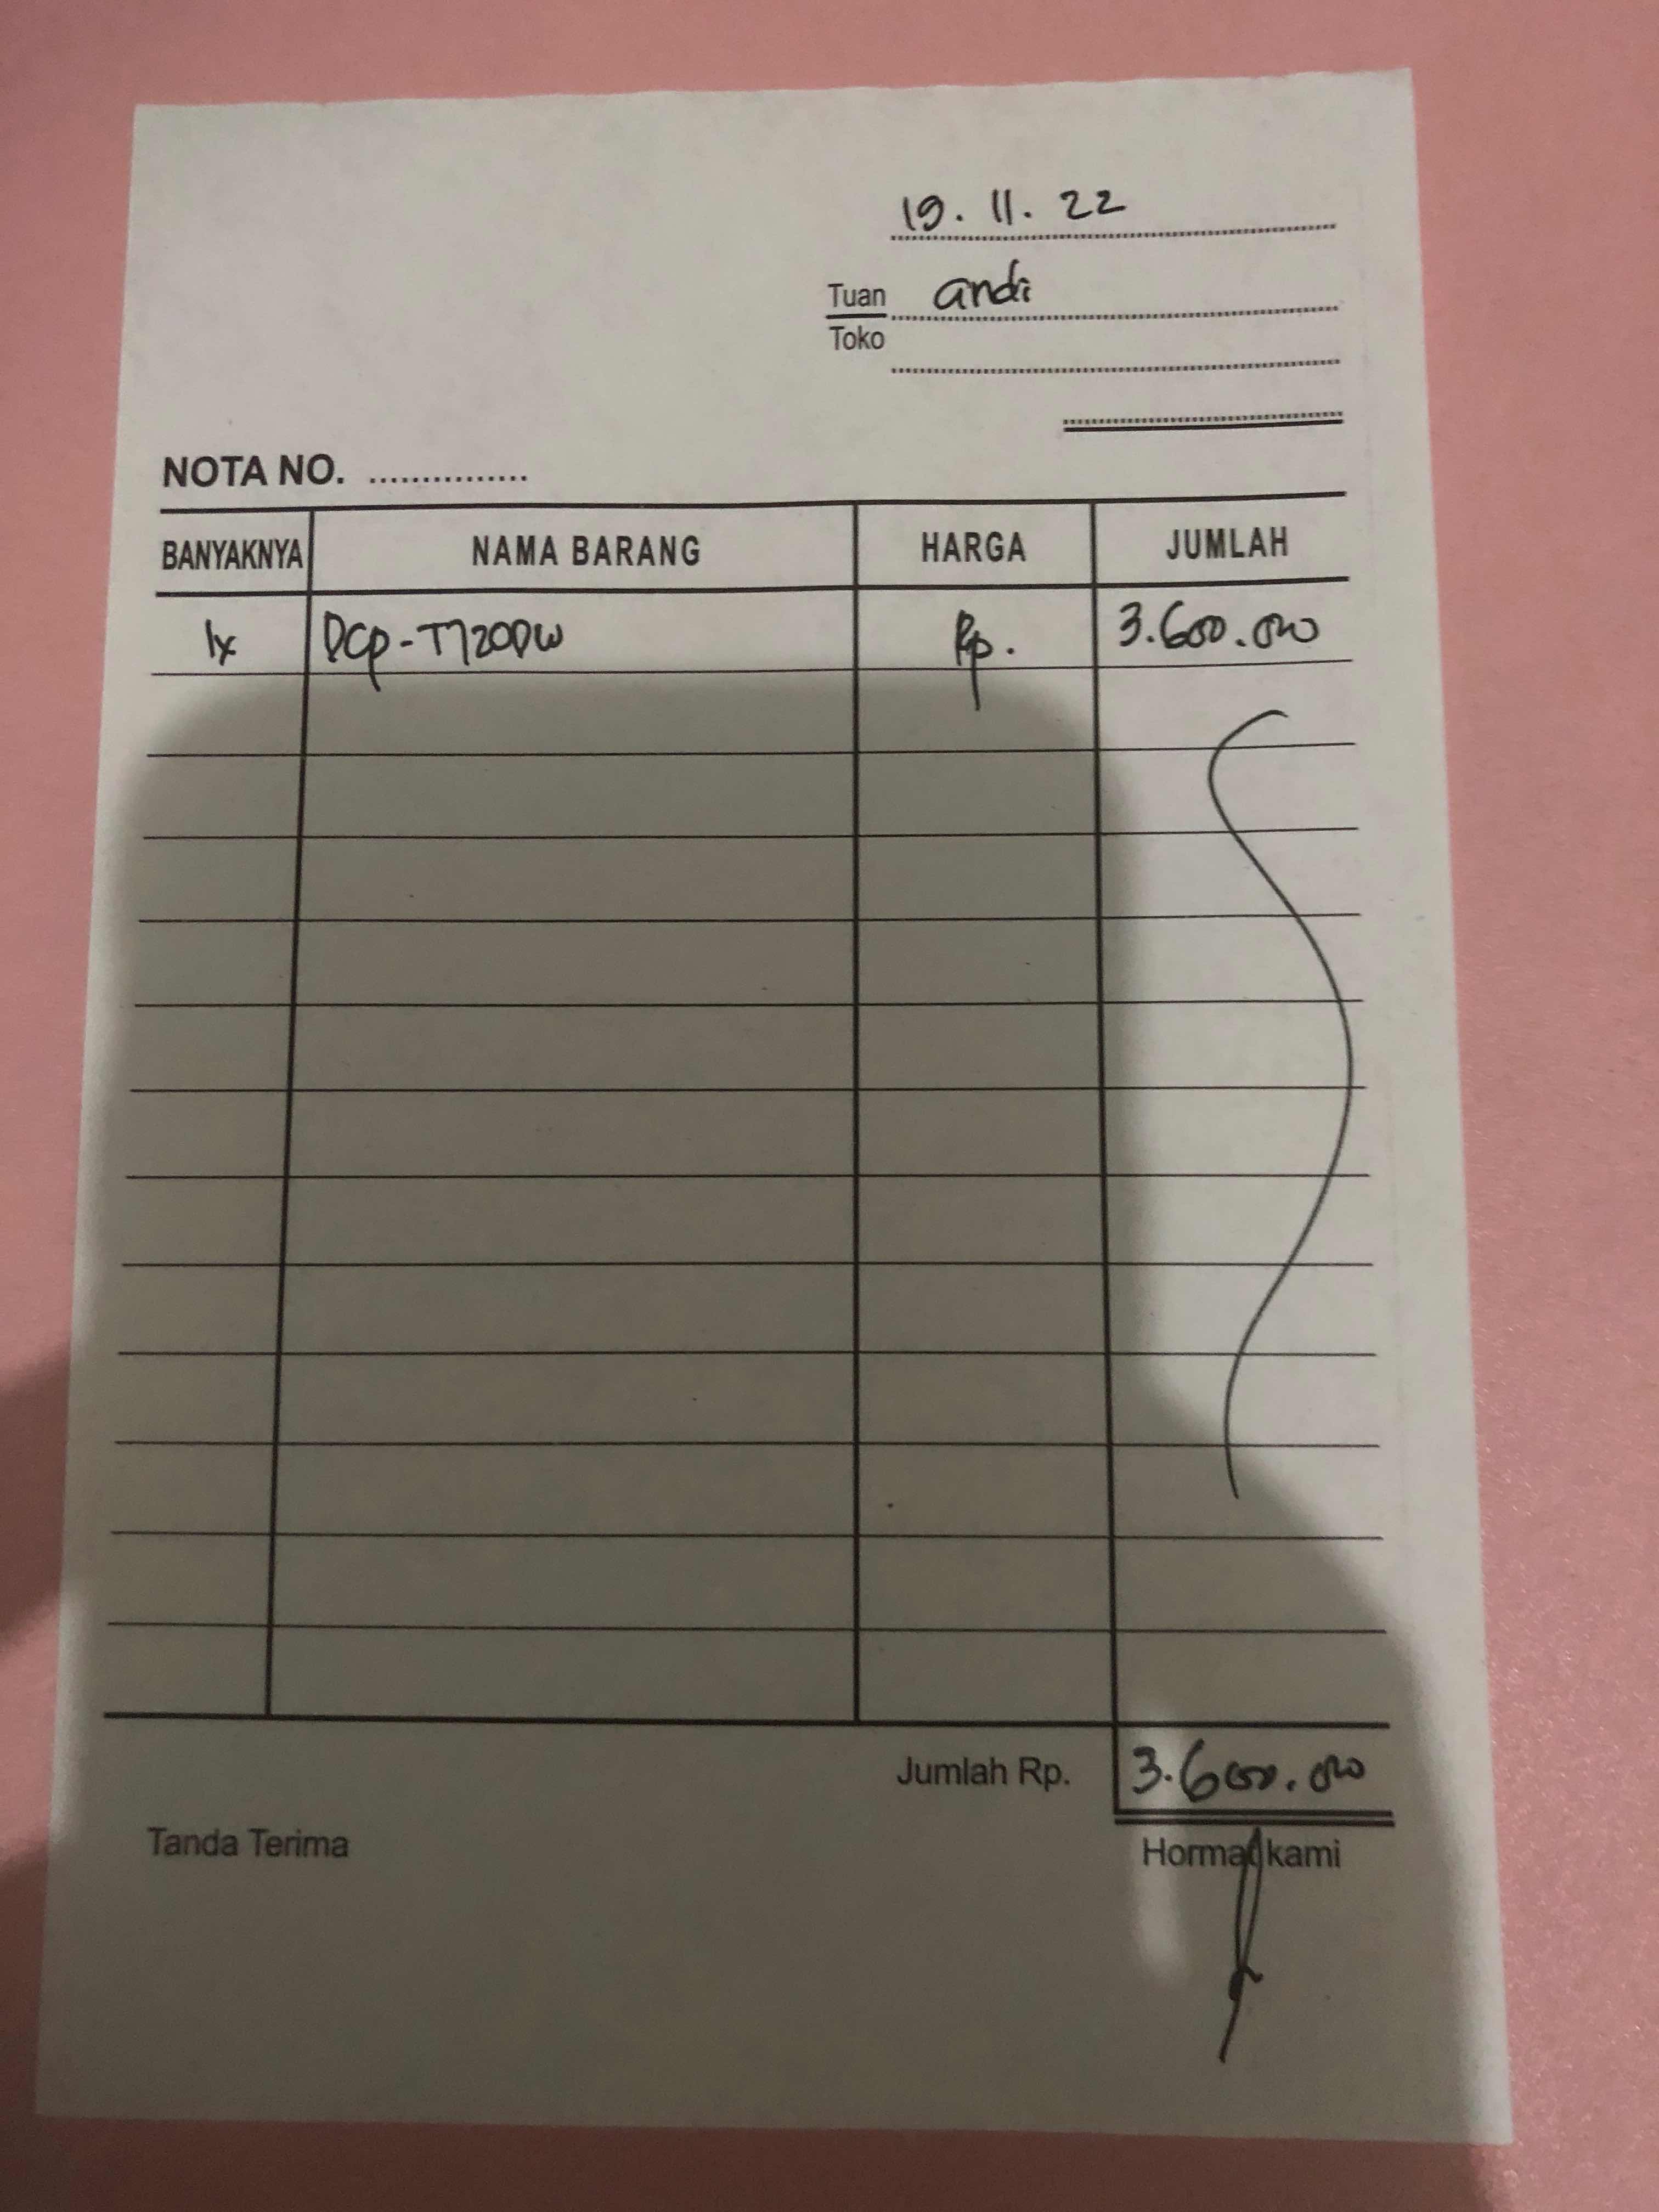 19. 11. 22
Tuan andi
Toko
NOTA NO. ...............
BANYAKNYA NAMA BARANG HARGA JUMLAH
1x DCP-T720DW Rp. 3.600.000
Jumlah Rp. 3.600.000
Tanda Terima Hormat kami